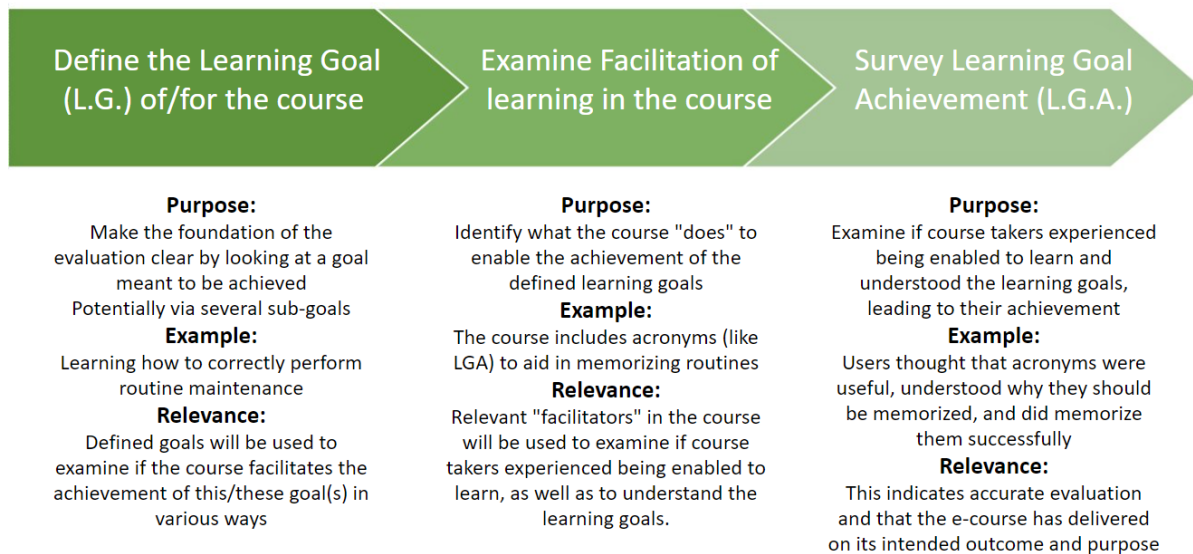 Define the Learning Goal
(L.G.) of/for the course
Examine Facilitation of
learning in the course
Survey Learning Goal
Achievement (L.G.A.)
Purpose:
Make the foundation of the
evaluation clear by looking at a goal
meant to be achieved
Potentially via several sub-goals
Example:
Learning how to correctly perform
routine maintenance
Relevance:
Defined goals will be used to
examine if the course facilitates the
achievement of this/these goal(s) in
various ways
Purpose:
Identify what the course "does" to
enable the achievement of the
defined learning goals
Example:
The course includes acronyms (like
LGA) to aid in memorizing routines
Relevance:
Relevant "facilitators" in the course
will be used to examine if course
takers experienced being enabled to
learn, as well as to understand the
learning goals.
Purpose:
Examine if course takers experienced
being enabled to learn and
understood the learning goals,
leading to their achievement
Example:
Users thought that acronyms were
useful, understood why they should
be memorized, and did memorize
them successfully
Relevance:
This indicates accurate evaluation
and that the e-course has delivered
on its intended outcome and purpose